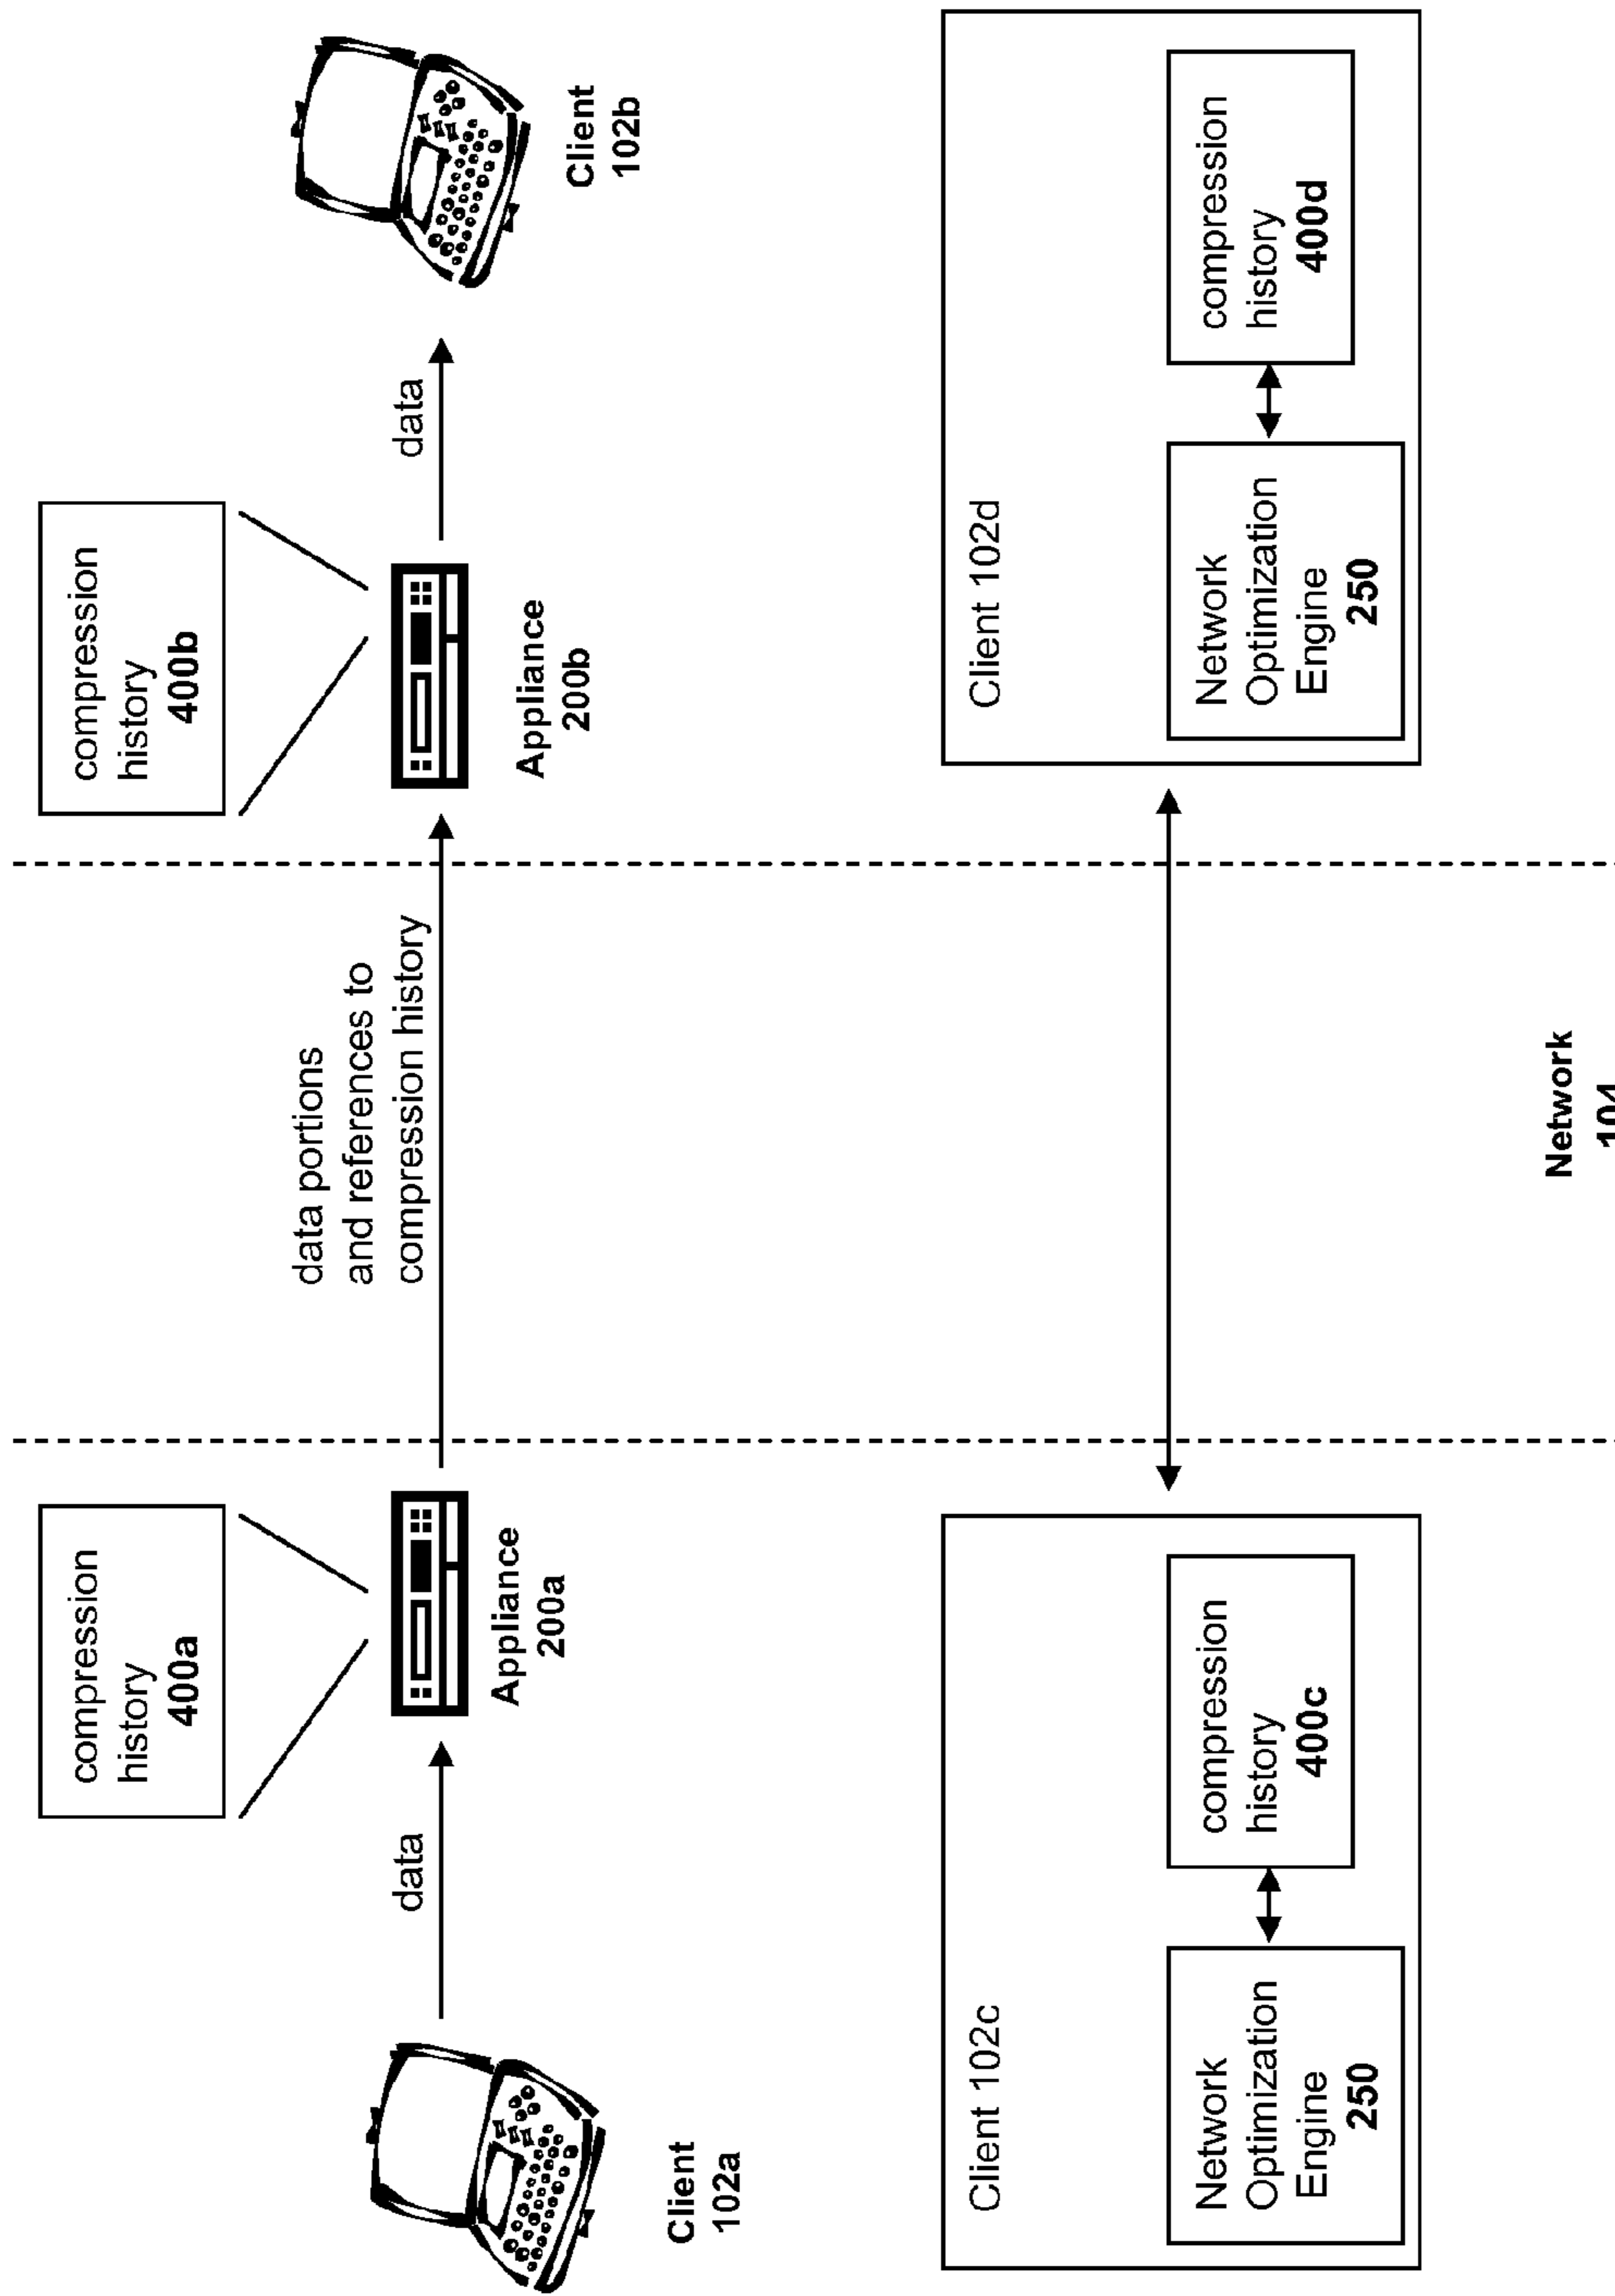 compression
history
400a
compression
history
400b
data
data portions
and references to
compression history
data
Appliance
200a
Appliance
200b
Client
102a
Client
102b
Client 102c
Network
Optimization
Engine
250
compression
history
400c
Client 102d
Network
Optimization
Engine
250
compression
history
400d
Network
104